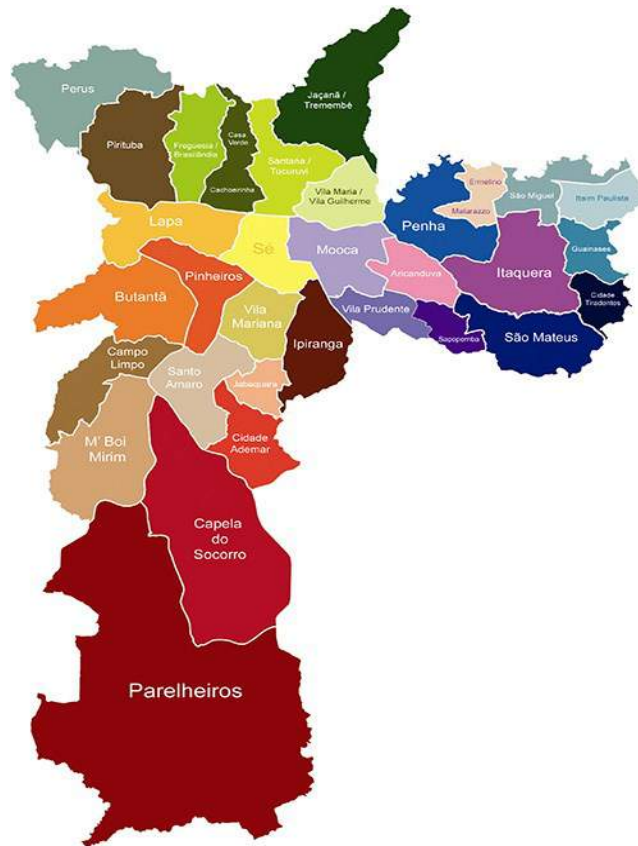 Perus
Jaçanã /
Tremembé
Pirituba
Freguesia /
Brasilândia
Casa
Verde
Cachoeirinha
Santana /
Tucuruvi
Vila Maria /
Vila Guilherme
Ermelino
Matarazzo
São Miguel
Itaim Paulista
Penha
Lapa
Sé
Mooca
Aricanduva
Itaquera
Guaianases
Cidade
Tiradentes
Butantã
Pinheiros
Vila
Mariana
Ipiranga
Vila Prudente
Sapopemba
São Mateus
Campo
Limpo
Santo
Amaro
Jabaquara
M' Boi
Mirim
Cidade
Ademar
Capela
do
Socorro
Parelheiros